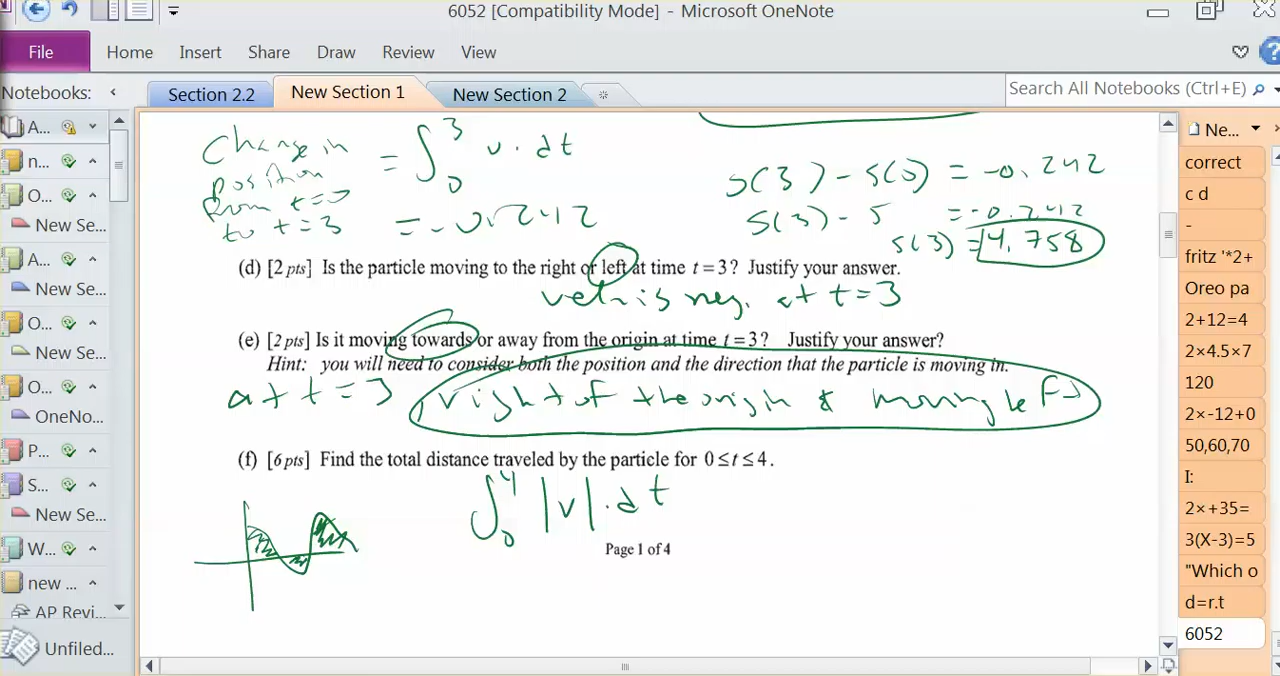 6052 [Compatibility Mode] - Microsoft OneNote
File Home Insert Share Draw Review View
Notebooks: Section 2.2 New Section 1 New Section 2 Search All Notebooks (Ctrl+E)
A...
n...
O...
New Se...
A...
New Se...
O...
New Se...
O...
OneNo...
P...
S...
New Se...
W...
new ...
AP Revi...
Unfiled...
Change in
position
from t=0
to t=3
= ∫₀³ v · dt
= -0.242
s(3) - s(0) = -0.242
s(3) - 5 = -0.242
s(3) = 4.758
(d) [2 pts] Is the particle moving to the right or left at time t = 3? Justify your answer.
neg. at t = 3
(e) [2 pts] Is it moving towards or away from the origin at time t = 3? Justify your answer?
Hint: you will need to consider both the position and the direction that the particle is moving in.
at t = 3 right of the origin & moving left
(f) [6 pts] Find the total distance traveled by the particle for 0 ≤ t ≤ 4.
∫₀⁴ |v| · dt
Page 1 of 4
Ne...
correct
c d
-
fritz '*2+
Oreo pa
2+12=4
2×4.5×7
120
2×-12+0
50,60,70
I:
2×+35=
3(X-3)=5
"Which o
d=r.t
6052